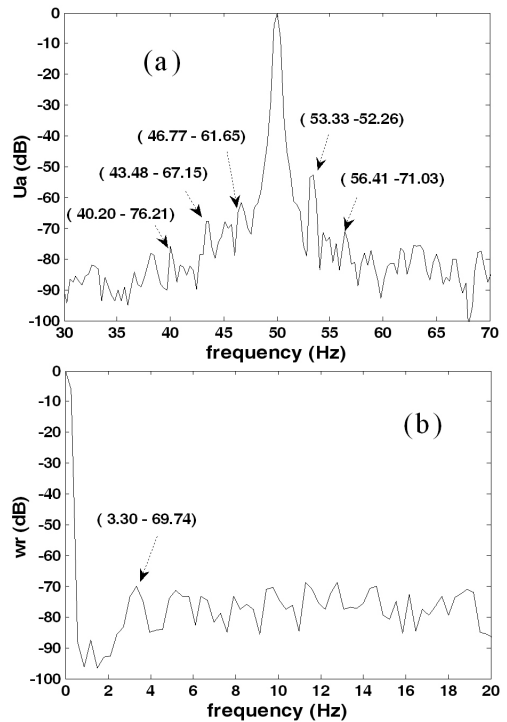 0
-10
-20
-30
-40
-50
-60
-70
-80
-90
-100
Ua (dB)
(a)
( 53.33 -52.26)
( 46.77 - 61.65)
( 43.48 - 67.15)
( 56.41 -71.03)
( 40.20 - 76.21)
30 35 40 45 50 55 60 65 70
frequency (Hz)
0
-10
-20
-30
-40
-50
-60
-70
-80
-90
-100
wr (dB)
(b)
( 3.30 - 69.74)
0 2 4 6 8 10 12 14 16 18 20
frequency (Hz)